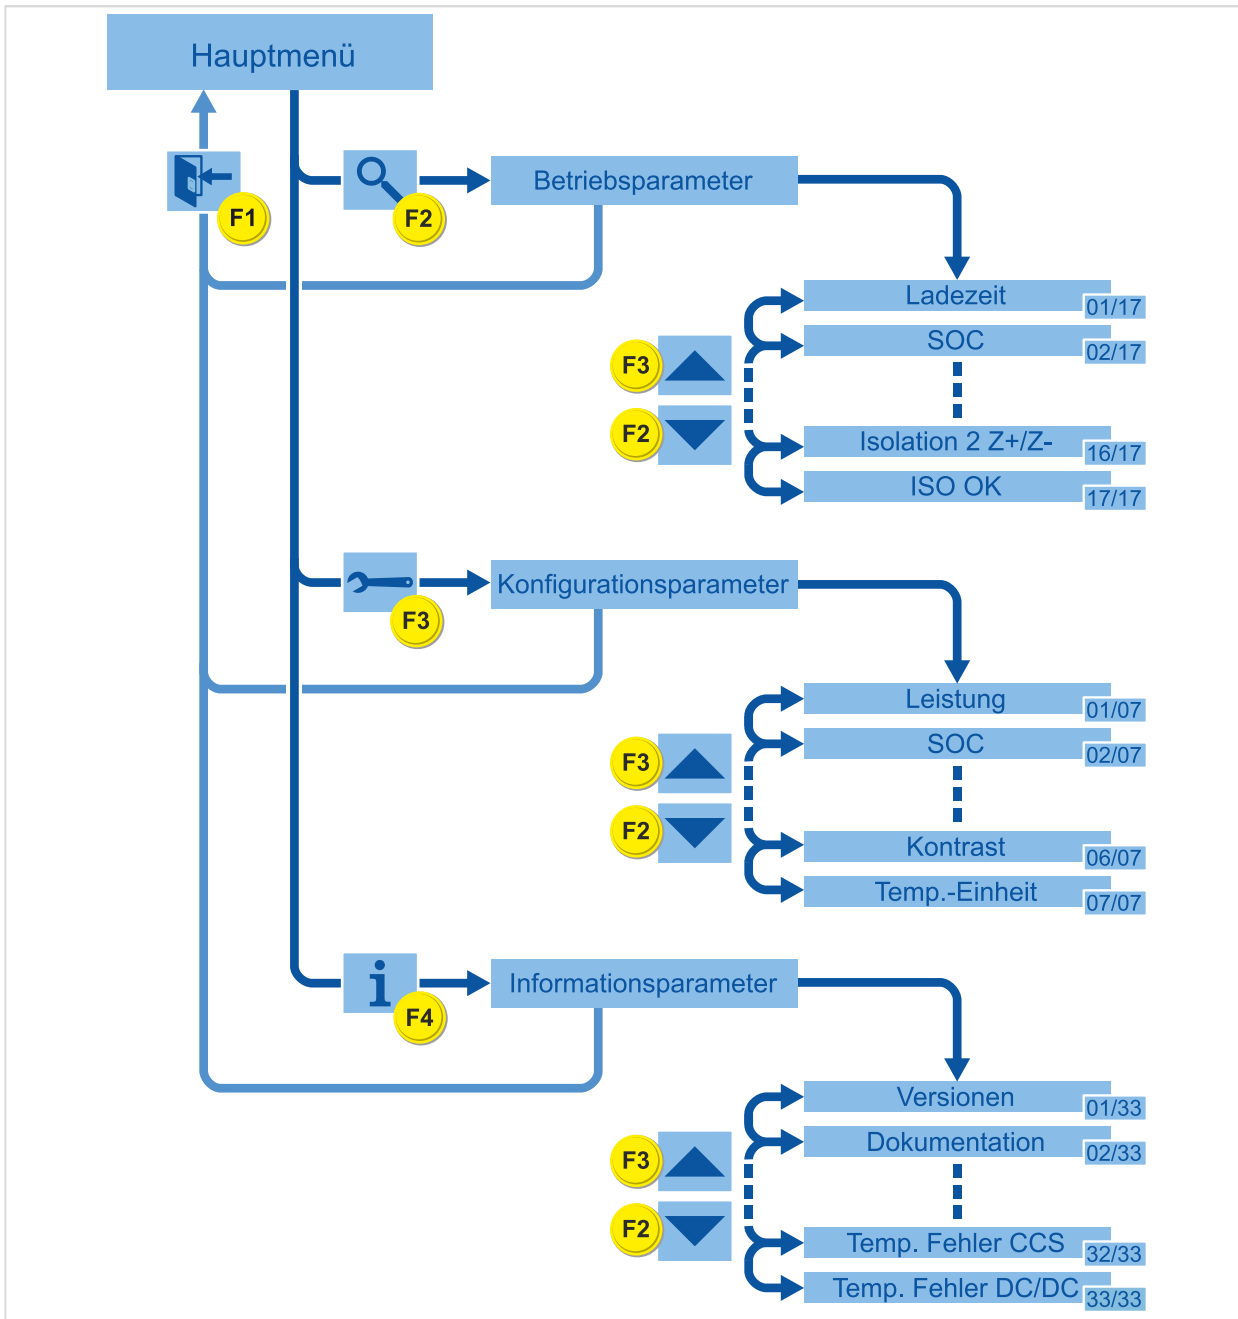 Hauptmenü
F1
F2
Betriebsparameter
Ladezeit
01/17
SOC
02/17
F3
F2
Isolation 2 Z+/Z-
16/17
ISO OK
17/17
F3
Konfigurationsparameter
Leistung
01/07
SOC
02/07
F3
F2
Kontrast
06/07
Temp.-Einheit
07/07
i
F4
Informationsparameter
Versionen
01/33
Dokumentation
02/33
F3
F2
Temp. Fehler CCS
32/33
Temp. Fehler DC/DC
33/33